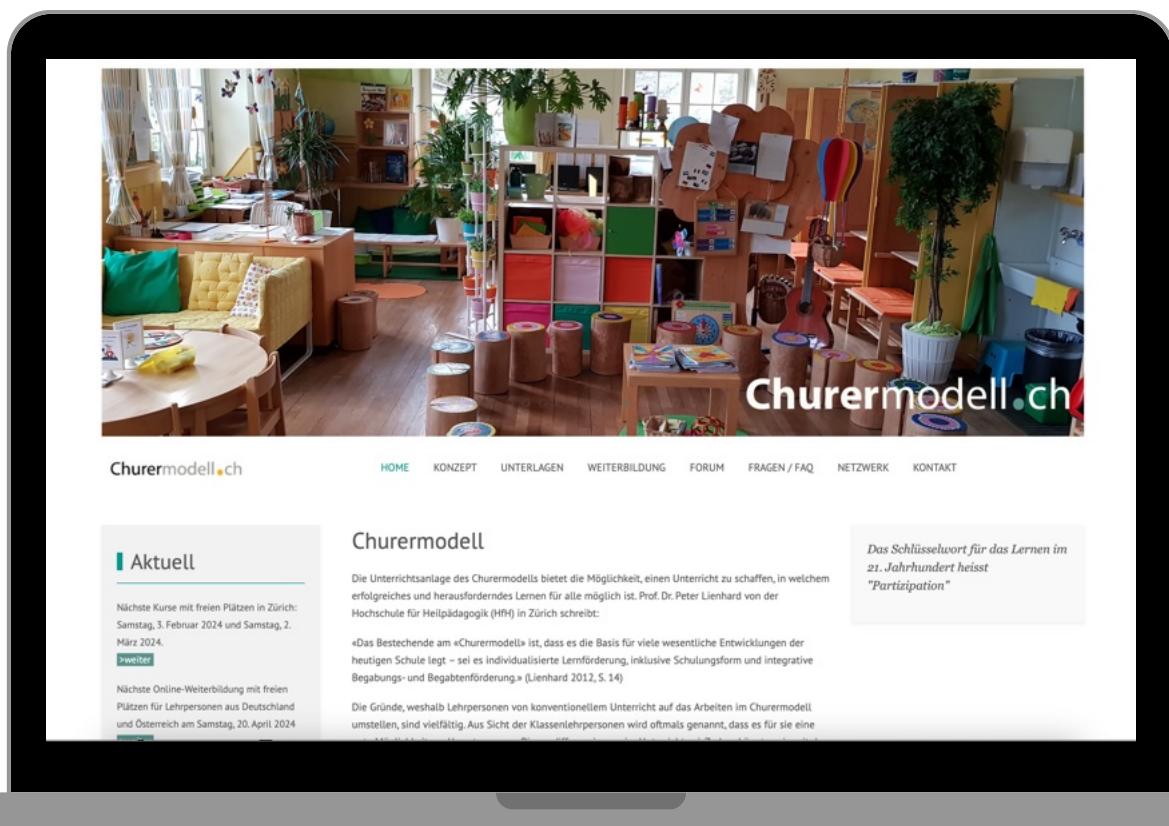 Churermodell.ch
Churermodell.ch
HOME KONZEPT UNTERLAGEN WEITERBILDUNG FORUM FRAGEN / FAQ NETZWERK KONTAKT
Aktuell
Nächste Kurse mit freien Plätzen in Zürich:
Samstag, 3. Februar 2024 und Samstag, 2.
März 2024.
>weiter
Nächste Online-Weiterbildung mit freien
Plätzen für Lehrpersonen aus Deutschland
und Österreich am Samstag, 20. April 2024
Churermodell
Die Unterrichtsanlage des Churermodells bietet die Möglichkeit, einen Unterricht zu schaffen, in welchem
erfolgreiches und herausforderndes Lernen für alle möglich ist. Prof. Dr. Peter Lienhard von der
Hochschule für Heilpädagogik (HfH) in Zürich schreibt:
«Das Bestechende am «Churermodell» ist, dass es die Basis für viele wesentliche Entwicklungen der
heutigen Schule legt – sei es individualisierte Lernförderung, inklusive Schulungsform und integrative
Begabungs- und Begabtenförderung.» (Lienhard 2012, S. 14)
Die Gründe, weshalb Lehrpersonen von konventionellem Unterricht auf das Arbeiten im Churermodell
umstellen, sind vielfältig. Aus Sicht der Klassenlehrpersonen wird oftmals genannt, dass es für sie eine
Das Schlüsselwort für das Lernen im
21. Jahrhundert heisst
"Partizipation"